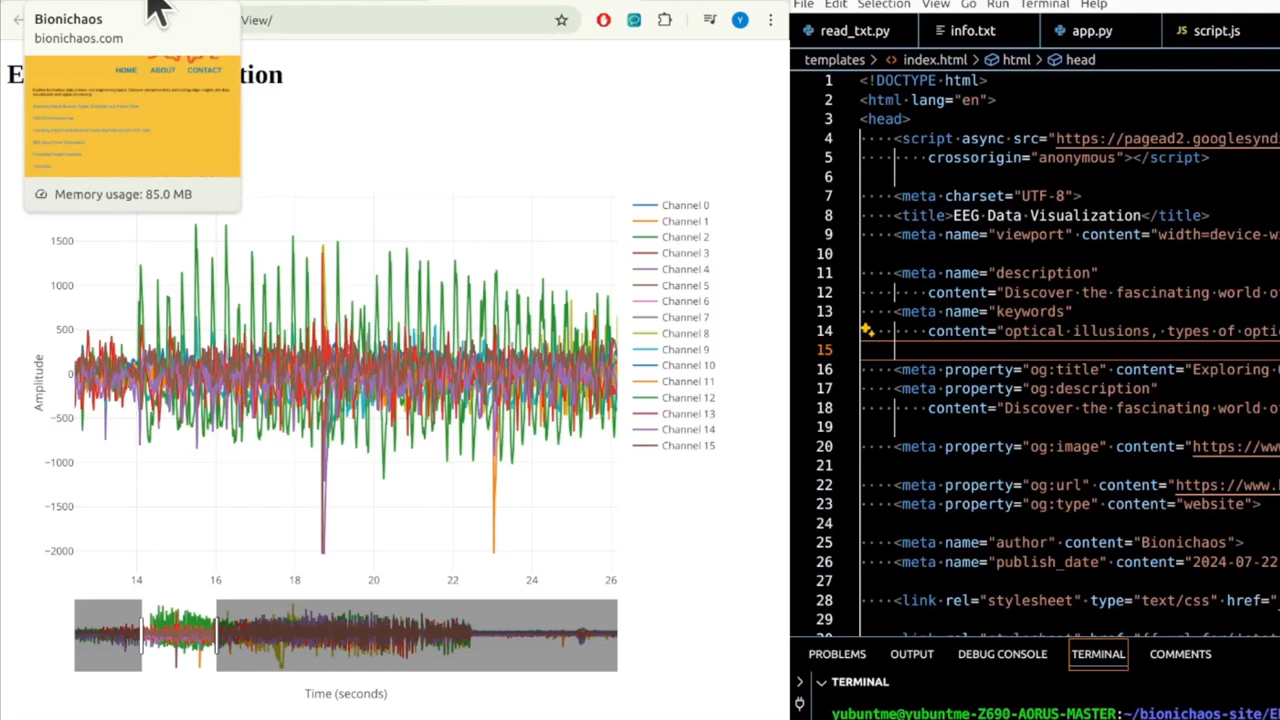 Bionichaos
bionichaos.com
View/
Y
E
tion
HOME ABOUT CONTACT
Memory usage: 85.0 MB
Amplitude
1500
1000
500
0
−500
−1000
−1500
−2000
14 16 18 20 22 24 26
Time (seconds)
Channel 0
Channel 1
Channel 2
Channel 3
Channel 4
Channel 5
Channel 6
Channel 7
Channel 8
Channel 9
Channel 10
Channel 11
Channel 12
Channel 13
Channel 14
Channel 15
File Edit Selection View Go Run Terminal Help
read_txt.py info.txt app.py JS script.js
templates > <> index.html > html > head
1 <!DOCTYPE html>
2 <html lang="en">
3 <head>
4 <script async src="https://pagead2.googlesyndi
5 crossorigin="anonymous"></script>
6
7 <meta charset="UTF-8">
8 <title>EEG Data Visualization</title>
9 <meta name="viewport" content="width=device-wi
10
11 <meta name="description"
12 content="Discover the fascinating world of
13 <meta name="keywords"
14 content="optical illusions, types of opti
15
16 <meta property="og:title" content="Exploring
17 <meta property="og:description"
18 content="Discover the fascinating world of
19
20 <meta property="og:image" content="https://ww
21
22 <meta property="og:url" content="https://www.
23 <meta property="og:type" content="website">
24
25 <meta name="author" content="Bionichaos">
26 <meta name="publish_date" content="2024-07-22
27
28 <link rel="stylesheet" type="text/css" href="
29
PROBLEMS OUTPUT DEBUG CONSOLE TERMINAL COMMENTS
TERMINAL
yubuntme@yubuntme-Z690-AORUS-MASTER:~/bionichaos-site/E